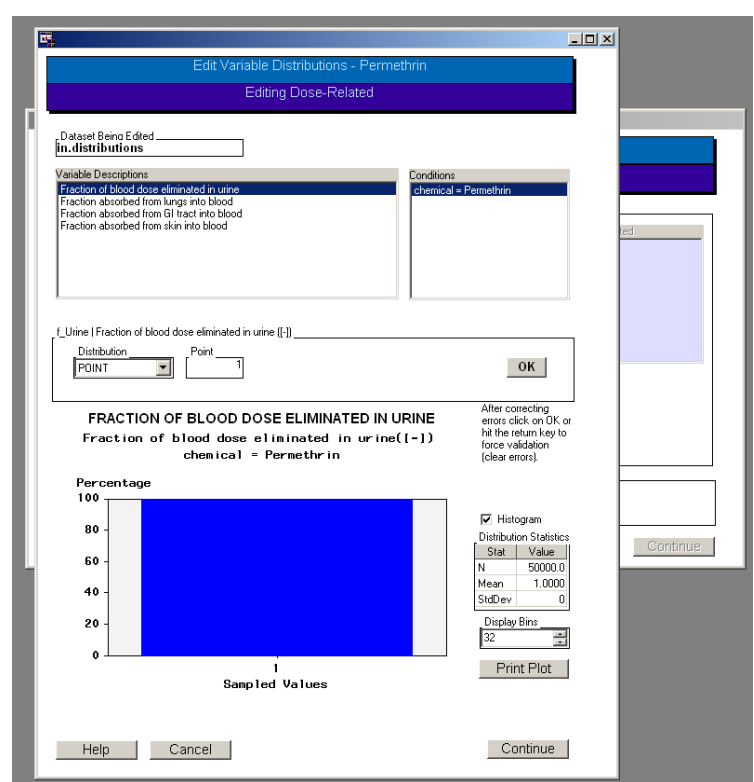 Edit Variable Distributions - Permethrin
Editing Dose-Related
Dataset Being Edited
in.distributions
Variable Descriptions
Fraction of blood dose eliminated in urine
Fraction absorbed from lungs into blood
Fraction absorbed from GI tract into blood
Fraction absorbed from skin into blood
Conditions
chemical = Permethrin
ted
f_Urine | Fraction of blood dose eliminated in urine ([-])
Distribution
POINT
Point
1
OK
FRACTION OF BLOOD DOSE ELIMINATED IN URINE
Fraction of blood dose eliminated in urine([-])
chemical = Permethrin
After correcting
errors click on OK or
hit the return key to
force validation
(clear errors).
Percentage
100
80
60
40
20
0
1
Sampled Values
Histogram
Distribution Statistics
Stat Value
N 50000.0
Mean 1.0000
StdDev 0
Display Bins
32
Print Plot
Continue
Help
Cancel
Continue